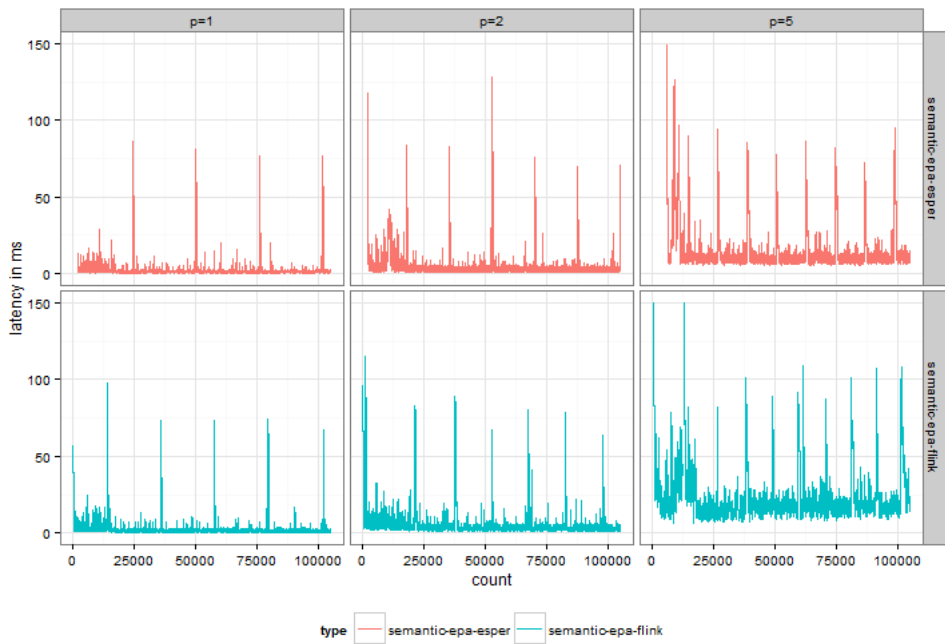 p=1 p=2 p=5
150
100
50
0
semantic-epa-esper
latency in ms
150
100
50
0
semantic-epa-flink
0 25000 50000 75000 100000 0 25000 50000 75000 100000 0 25000 50000 75000 100000
count
type semantic-epa-esper semantic-epa-flink